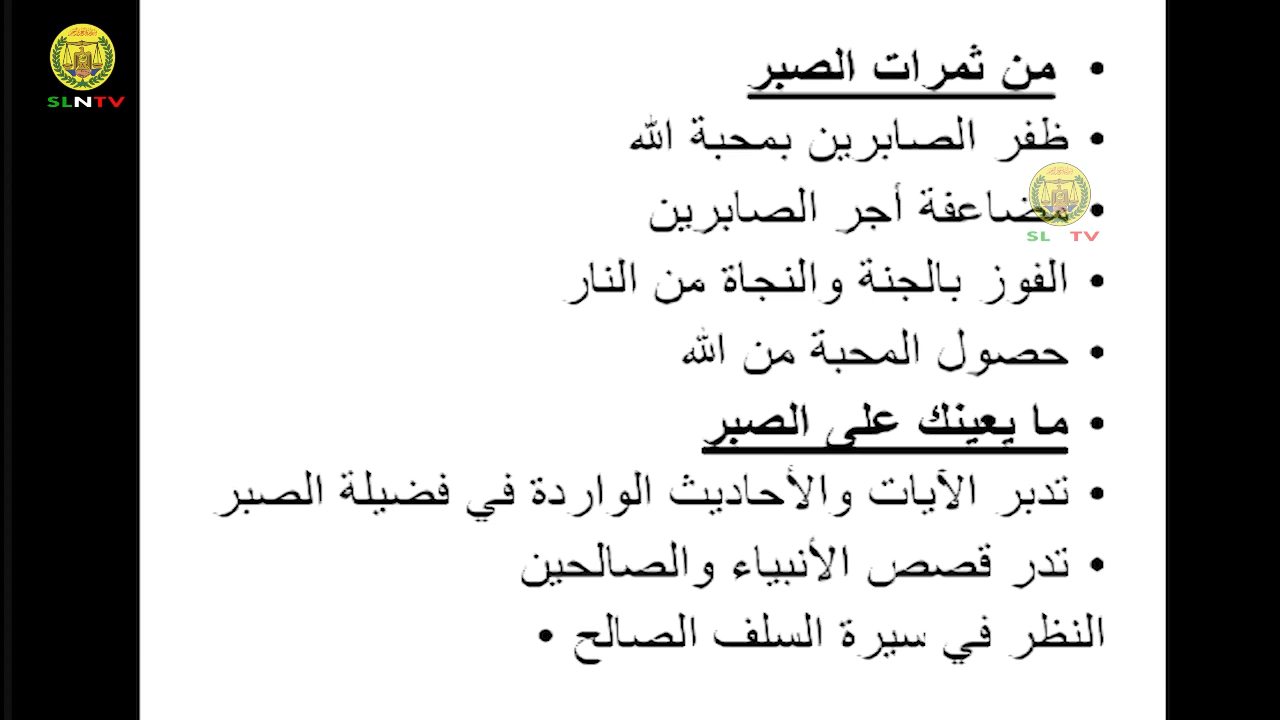 SLNTV
• من ثمرات الصبر
• ظفر الصابرين بمحبة الله
• مضاعفة أجر الصابرين
SL TV
• الفوز بالجنة والنجاة من النار
• حصول المحبة من الله
• ما يعينك على الصبر
• تدبر الآيات والأحاديث الواردة في فضيلة الصبر
• تدر قصص الأنبياء والصالحين
النظر في سيرة السلف الصالح •